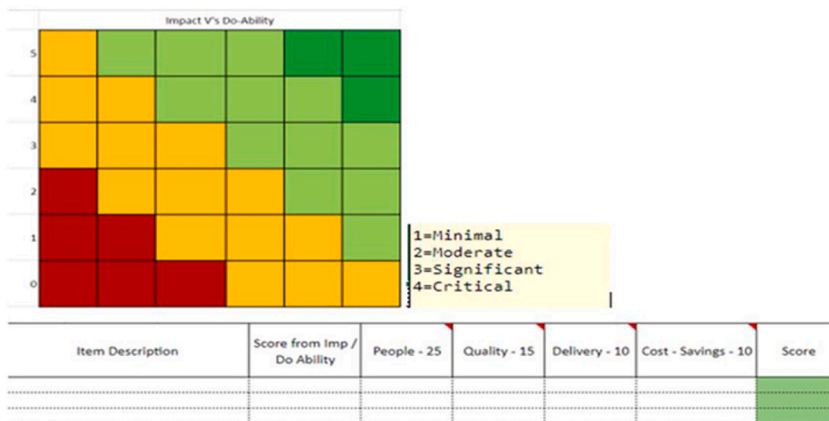 Impact V's Do-Ability
5
4
3
2
1
0
1=Minimal
2=Moderate
3=Significant
4=Critical
Item Description
Score from Imp /
Do Ability
People - 25
Quality - 15
Delivery - 10
Cost - Savings - 10
Score